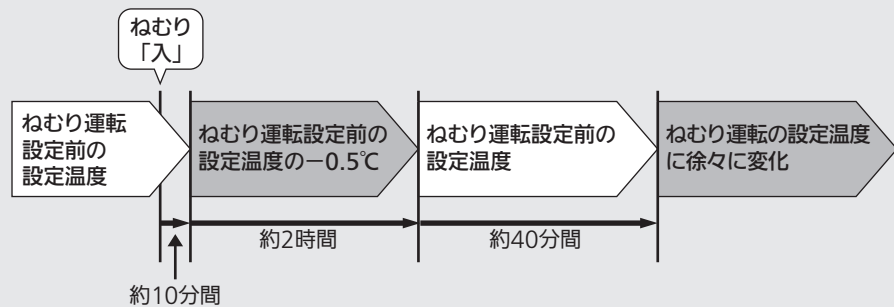 ねむり
「入」
ねむり運転
設定前の
設定温度
ねむり運転設定前の
設定温度の－0.5℃
ねむり運転設定前の
設定温度
ねむり運転の設定温度
に徐々に変化
約2時間
約40分間
約10分間